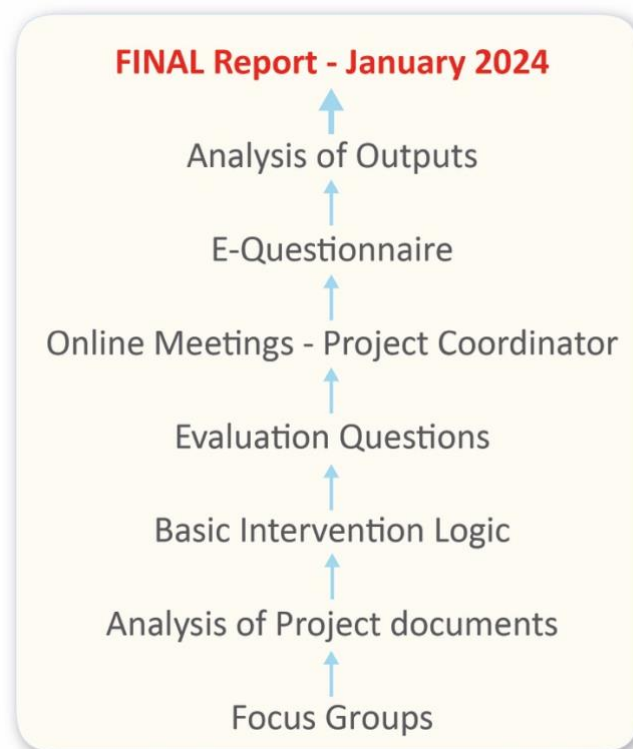 FINAL Report - January 2024
Analysis of Outputs
E-Questionnaire
Online Meetings - Project Coordinator
Evaluation Questions
Basic Intervention Logic
Analysis of Project documents
Focus Groups